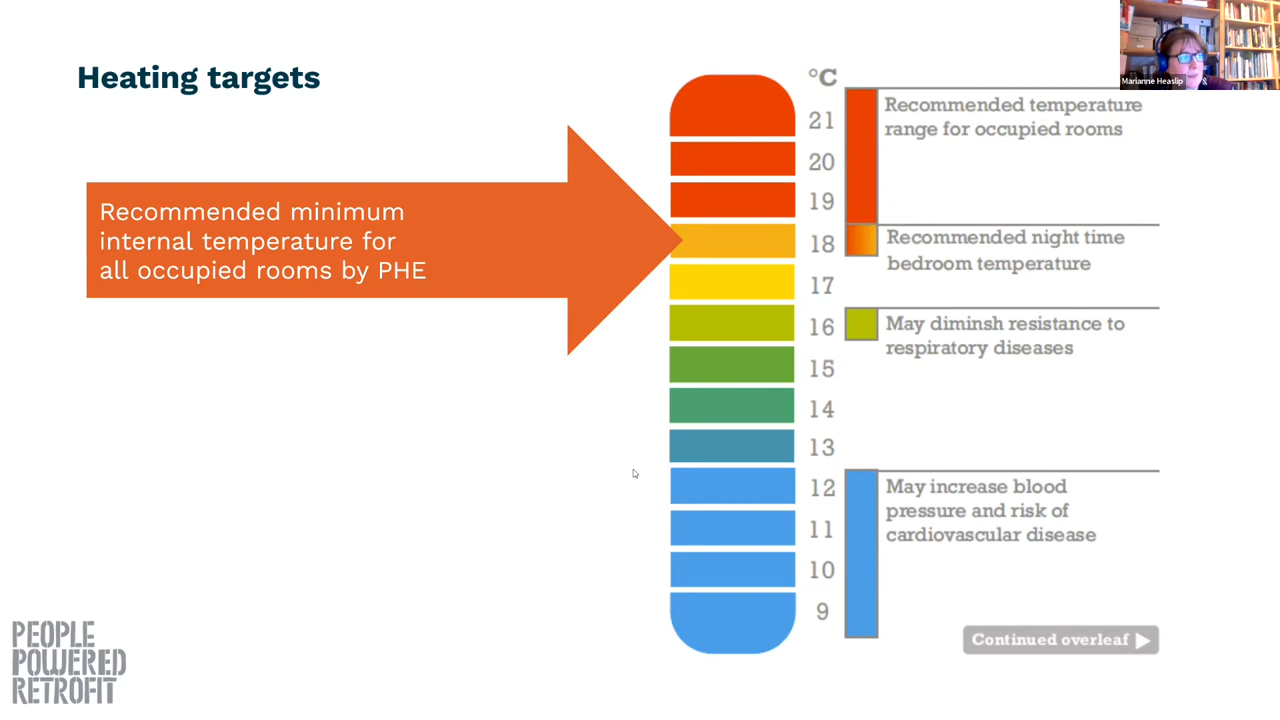 Marianne Heaslip
Heating targets
Recommended minimum
internal temperature for
all occupied rooms by PHE
°C
21
20
19
18
17
16
15
14
13
12
11
10
9
Recommended temperature
range for occupied rooms
Recommended night time
bedroom temperature
May diminsh resistance to
respiratory diseases
May increase blood
pressure and risk of
cardiovascular disease
Continued overleaf
PEOPLE
POWERED
RETROFIT